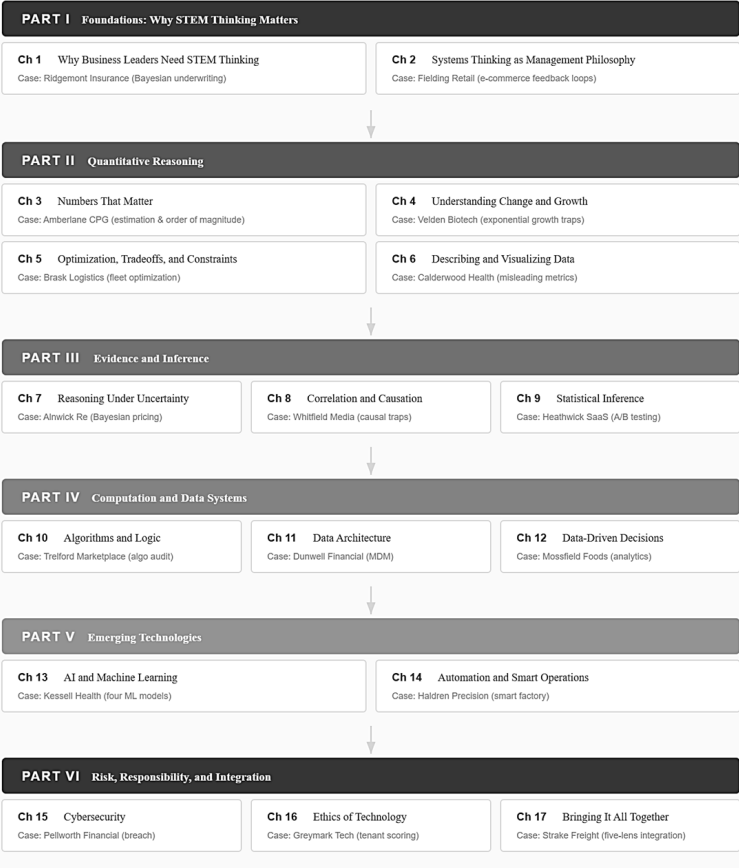 PART I Foundations: Why STEM Thinking Matters
Ch 1 Why Business Leaders Need STEM Thinking
Case: Ridgemont Insurance (Bayesian underwriting)
Ch 2 Systems Thinking as Management Philosophy
Case: Fielding Retail (e-commerce feedback loops)
PART II Quantitative Reasoning
Ch 3 Numbers That Matter
Case: Amberlane CPG (estimation & order of magnitude)
Ch 4 Understanding Change and Growth
Case: Velden Biotech (exponential growth traps)
Ch 5 Optimization, Tradeoffs, and Constraints
Case: Brask Logistics (fleet optimization)
Ch 6 Describing and Visualizing Data
Case: Calderwood Health (misleading metrics)
PART III Evidence and Inference
Ch 7 Reasoning Under Uncertainty
Case: Alnwick Re (Bayesian pricing)
Ch 8 Correlation and Causation
Case: Whitfield Media (causal traps)
Ch 9 Statistical Inference
Case: Heathwick SaaS (A/B testing)
PART IV Computation and Data Systems
Ch 10 Algorithms and Logic
Case: Trelford Marketplace (algo audit)
Ch 11 Data Architecture
Case: Dunwell Financial (MDM)
Ch 12 Data-Driven Decisions
Case: Mossfield Foods (analytics)
PART V Emerging Technologies
Ch 13 AI and Machine Learning
Case: Kessell Health (four ML models)
Ch 14 Automation and Smart Operations
Case: Haldren Precision (smart factory)
PART VI Risk, Responsibility, and Integration
Ch 15 Cybersecurity
Case: Pellworth Financial (breach)
Ch 16 Ethics of Technology
Case: Greymark Tech (tenant scoring)
Ch 17 Bringing It All Together
Case: Strake Freight (five-lens integration)